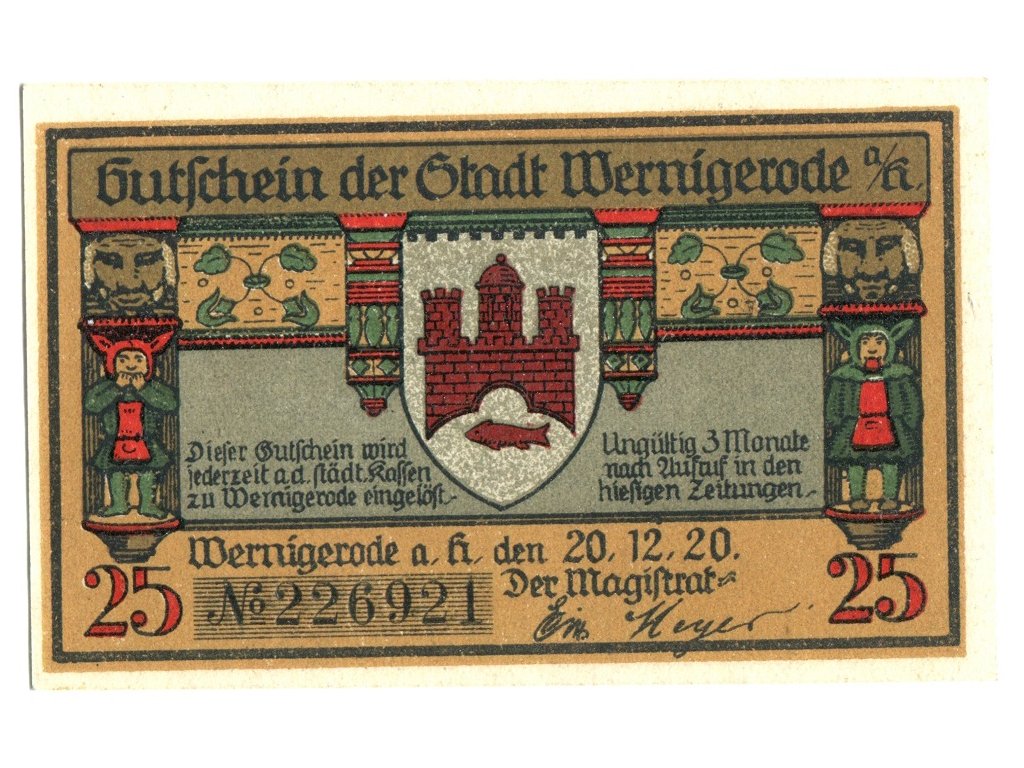 Gutschein der Stadt Wernigerode a/H.
Dieser Gutschein wird
jederzeit a.d. städt. Kassen
zu Wernigerode eingelöst.
Ungültig 3 Monate
nach Aufruf in den
hiesigen Zeitungen.
Wernigerode a. H. den 20. 12. 20.
25
№ 226921
Der Magistrat
Meyer
25